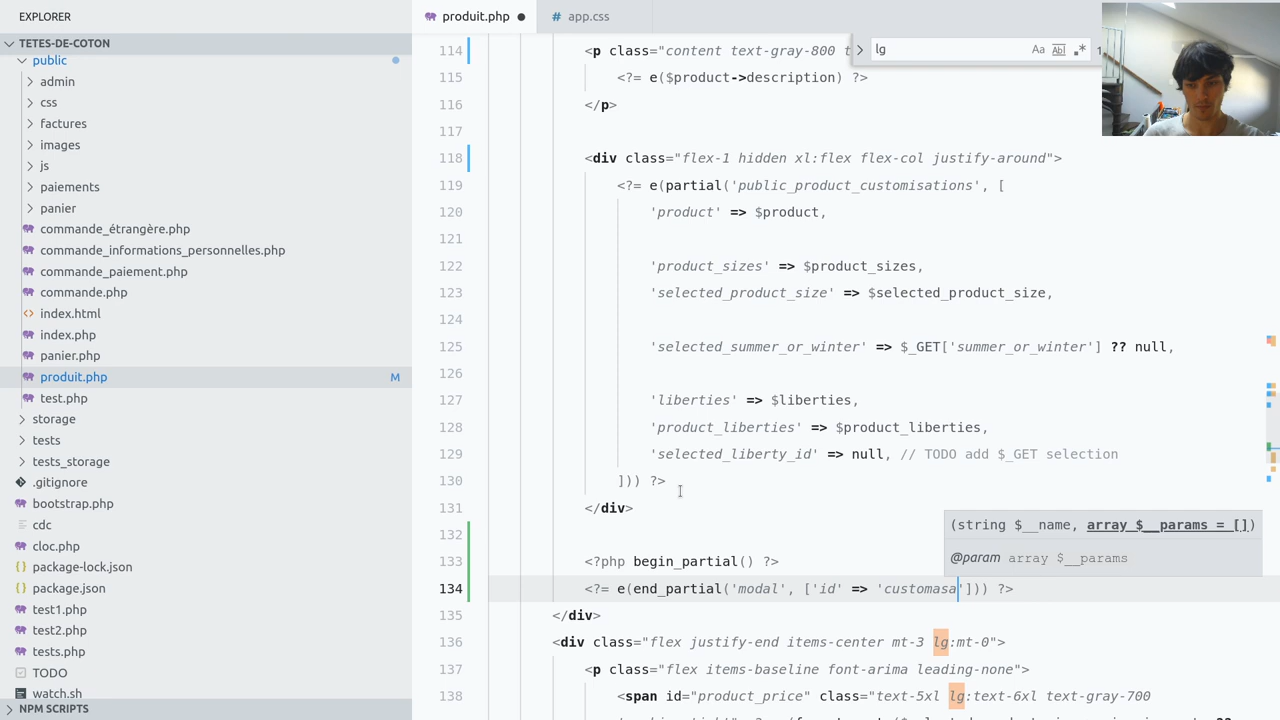 EXPLORER
TETES-DE-COTON
public
admin
css
factures
images
js
paiements
panier
commande_étrangère.php
commande_informations_personnelles.php
commande_paiement.php
commande.php
index.html
index.php
panier.php
produit.php M
test.php
storage
tests
tests_storage
.gitignore
bootstrap.php
cdc
cloc.php
package-lock.json
package.json
test1.php
test2.php
tests.php
TODO
watch.sh
NPM SCRIPTS
produit.php
app.css
lg
Aa Abl .*
114 <p class="content text-gray-800
115 <?= e($product->description) ?>
116 </p>
117
118 <div class="flex-1 hidden xl:flex flex-col justify-around">
119 <?= e(partial('public_product_customisations', [
120 'product' => $product,
121
122 'product_sizes' => $product_sizes,
123 'selected_product_size' => $selected_product_size,
124
125 'selected_summer_or_winter' => $_GET['summer_or_winter'] ?? null,
126
127 'liberties' => $liberties,
128 'product_liberties' => $product_liberties,
129 'selected_liberty_id' => null, // TODO add $_GET selection
130 ])) ?>
131 </div>
132
(string $__name, array $__params = [])
@param array $__params
133 <?php begin_partial() ?>
134 <?= e(end_partial('modal', ['id' => 'customasa'])) ?>
135 </div>
136 <div class="flex justify-end items-center mt-3 lg:mt-0">
137 <p class="flex items-baseline font-arima leading-none">
138 <span id="product_price" class="text-5xl lg:text-6xl text-gray-700